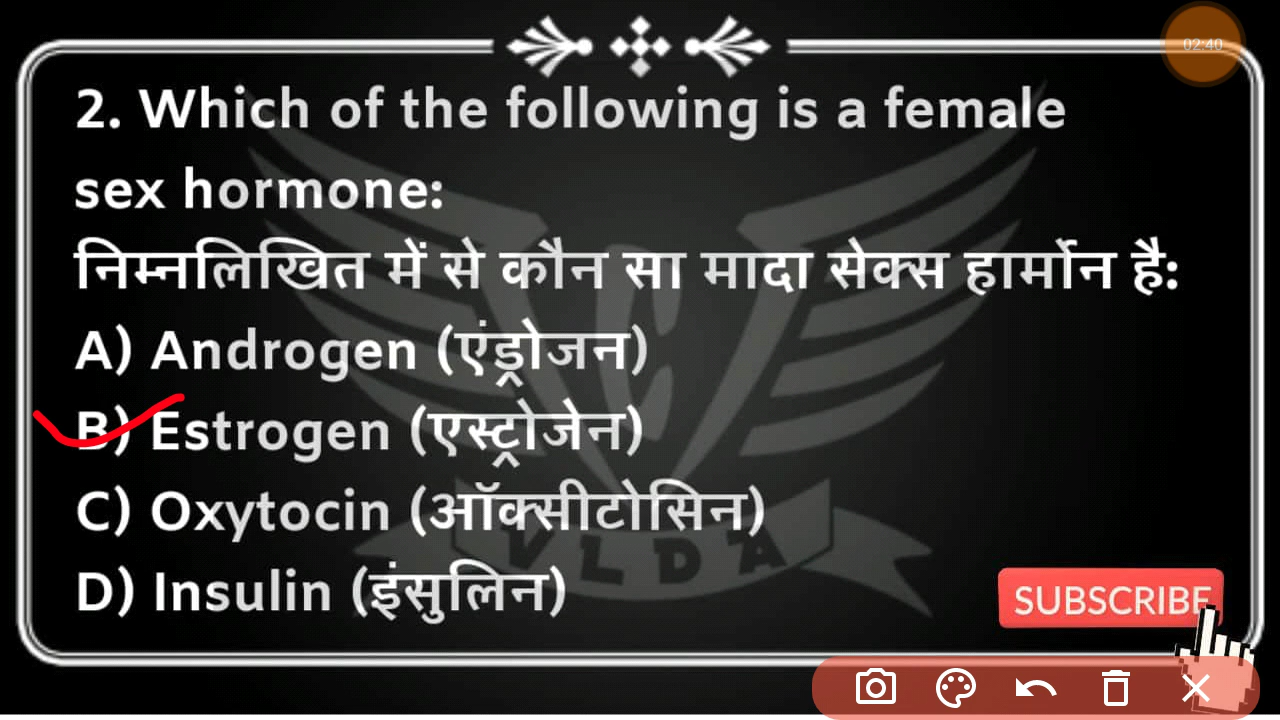 02:40
2. Which of the following is a female
sex hormone:
निम्नलिखित में से कौन सा मादा सेक्स हार्मोन है:
A) Androgen (एंड्रोजन)
B) Estrogen (एस्ट्रोजेन)
C) Oxytocin (ऑक्सीटोसिन)
D) Insulin (इंसुलिन)
VLDA
SUBSCRIBE